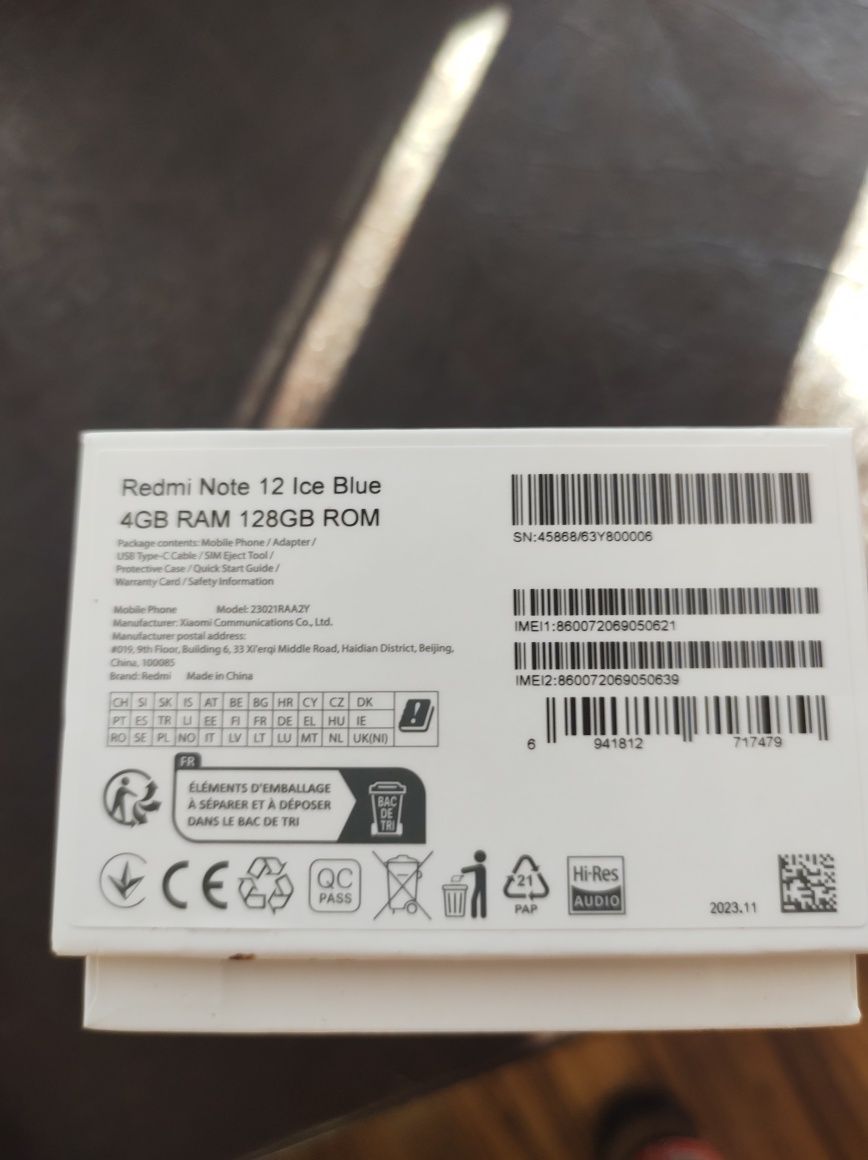 Redmi Note 12 Ice Blue
4GB RAM 128GB ROM
Package contents: Mobile Phone / Adapter /
USB Type-C Cable / SIM Eject Tool /
Protective Case / Quick Start Guide /
Warranty Card / Safety Information
Mobile Phone Model: 23021RAA2Y
Manufacturer: Xiaomi Communications Co., Ltd.
Manufacturer postal address:
#019, 9th Floor, Building 6, 33 Xi'erqi Middle Road, Haidian District, Beijing,
China, 100085
Brand: Redmi Made in China
CH SI SK IS AT BE BG HR CY CZ DK
PT ES TR LI EE FI FR DE EL HU IE
RO SE PL NO IT LV LT LU MT NL UK(NI)
FR
ÉLÉMENTS D'EMBALLAGE
À SÉPARER ET À DÉPOSER
DANS LE BAC DE TRI
BAC
DE
TRI
CE
QC
PASS
21
PAP
Hi-Res
AUDIO
SN:45868/63Y800006
IMEI1:860072069050621
IMEI2:860072069050639
6 941812 717479
2023.11